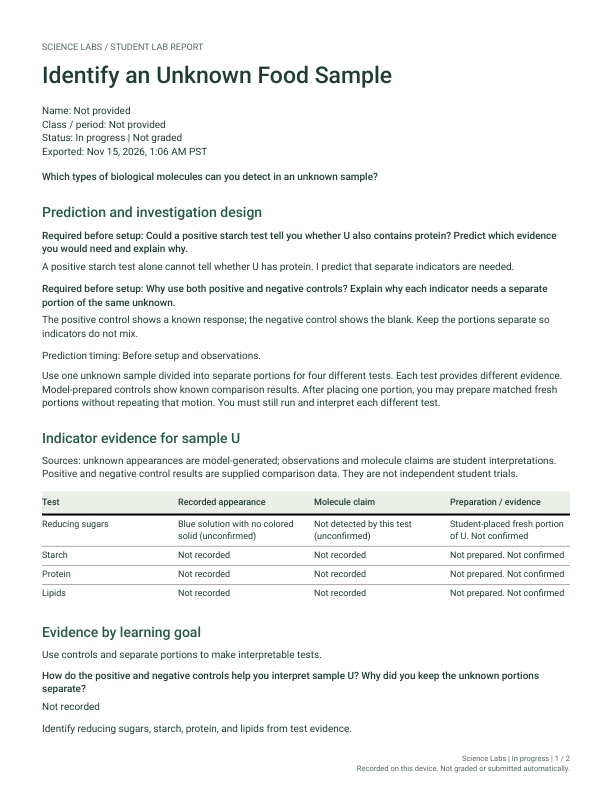 SCIENCE LABS / STUDENT LAB REPORT
Identify an Unknown Food Sample
Name: Not provided
Class / period: Not provided
Status: In progress | Not graded
Exported: Nov 15, 2026, 1:06 AM PST
Which types of biological molecules can you detect in an unknown sample?
Prediction and investigation design
Required before setup: Could a positive starch test tell you whether U also contains protein? Predict which evidence
you would need and explain why.
A positive starch test alone cannot tell whether U has protein. I predict that separate indicators are needed.
Required before setup: Why use both positive and negative controls? Explain why each indicator needs a separate
portion of the same unknown.
The positive control shows a known response; the negative control shows the blank. Keep the portions separate so
indicators do not mix.
Prediction timing: Before setup and observations.
Use one unknown sample divided into separate portions for four different tests. Each test provides different evidence.
Model-prepared controls show known comparison results. After placing one portion, you may prepare matched fresh
portions without repeating that motion. You must still run and interpret each different test.
Indicator evidence for sample U
Sources: unknown appearances are model-generated; observations and molecule claims are student interpretations.
Positive and negative control results are supplied comparison data. They are not independent student trials.
Test Recorded appearance Molecule claim Preparation / evidence
Reducing sugars Blue solution with no colored Not detected by this test Student-placed fresh portion
solid (unconfirmed) (unconfirmed) of U. Not confirmed
Starch Not recorded Not recorded Not prepared. Not confirmed
Protein Not recorded Not recorded Not prepared. Not confirmed
Lipids Not recorded Not recorded Not prepared. Not confirmed
Evidence by learning goal
Use controls and separate portions to make interpretable tests.
How do the positive and negative controls help you interpret sample U? Why did you keep the unknown portions
separate?
Not recorded
Identify reducing sugars, starch, protein, and lipids from test evidence.
Science Labs | In progress | 1 / 2
Recorded on this device. Not graded or submitted automatically.